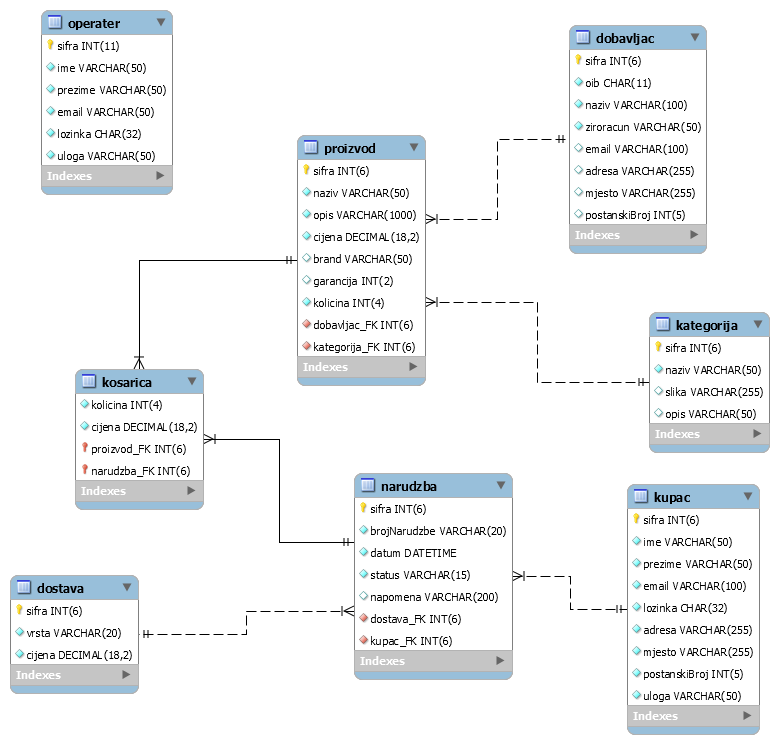 operater
sifra INT(11)
ime VARCHAR(50)
prezime VARCHAR(50)
email VARCHAR(50)
lozinka CHAR(32)
uloga VARCHAR(50)
Indexes
dobavljac
sifra INT(6)
oib CHAR(11)
naziv VARCHAR(100)
ziroracun VARCHAR(50)
email VARCHAR(100)
adresa VARCHAR(255)
mjesto VARCHAR(255)
postanskiBroj INT(5)
Indexes
proizvod
sifra INT(6)
naziv VARCHAR(50)
opis VARCHAR(1000)
cijena DECIMAL(18,2)
brand VARCHAR(50)
garancija INT(2)
kolicina INT(4)
dobavljac_FK INT(6)
kategorija_FK INT(6)
Indexes
kategorija
sifra INT(6)
naziv VARCHAR(50)
slika VARCHAR(255)
opis VARCHAR(50)
Indexes
kosarica
kolicina INT(4)
cijena DECIMAL(18,2)
proizvod_FK INT(6)
narudzba_FK INT(6)
Indexes
narudzba
sifra INT(6)
brojNarudzbe VARCHAR(20)
datum DATETIME
status VARCHAR(15)
napomena VARCHAR(200)
dostava_FK INT(6)
kupac_FK INT(6)
Indexes
kupac
sifra INT(6)
ime VARCHAR(50)
prezime VARCHAR(50)
email VARCHAR(100)
lozinka CHAR(32)
adresa VARCHAR(255)
mjesto VARCHAR(255)
postanskiBroj INT(5)
uloga VARCHAR(50)
Indexes
dostava
sifra INT(6)
vrsta VARCHAR(20)
cijena DECIMAL(18,2)
Indexes